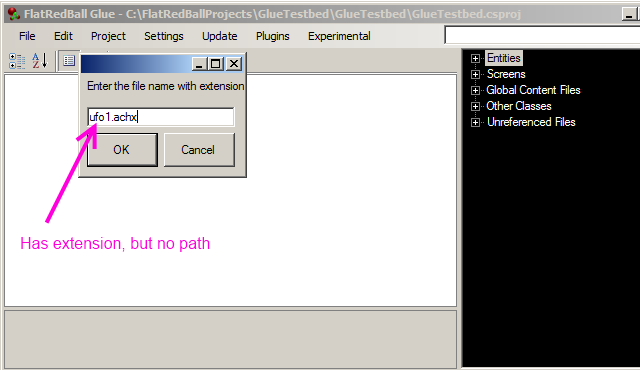 FlatRedBall Glue - C:\FlatRedBallProjects\GlueTestbed\GlueTestbed\GlueTestbed.csproj
File Edit Project Settings Update Plugins Experimental
Enter the file name with extension
ufo1.achx
OK Cancel
Has extension, but no path
Entities
Screens
Global Content Files
Other Classes
Unreferenced Files